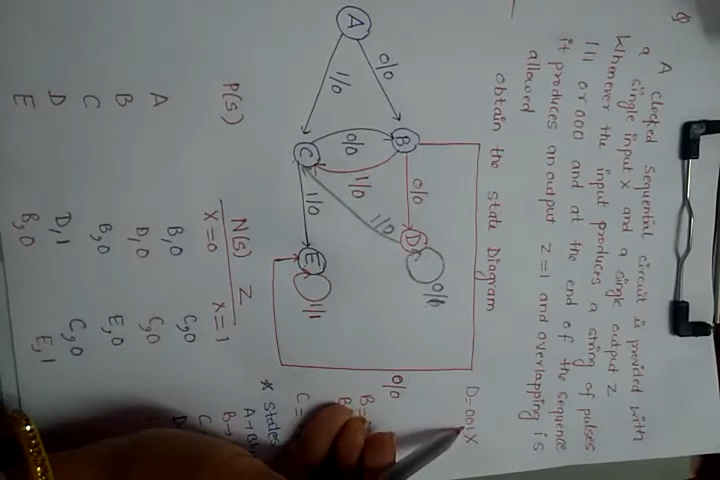 Q A clocked sequential circuit is provided with
a single input x and a single output Z
Whenever the input produces a string of pulses
111 or 000 and at the end of the sequence
it produces an output Z=1 and overlapping is
allowed
obtain the state Diagram
D=001X
A
0/0
1/0
B
C
0/0
1/0
0/0
1/0
D
0/1
1/0
E
1/1
0/0
P(S) N(S) Z
X=0 X=1
A B,0 C,0
B D,0 C,0
C B,0 E,0
D D,1 C,0
E B,0 E,1
* States
B=
B
C=
A→
B→
C
D